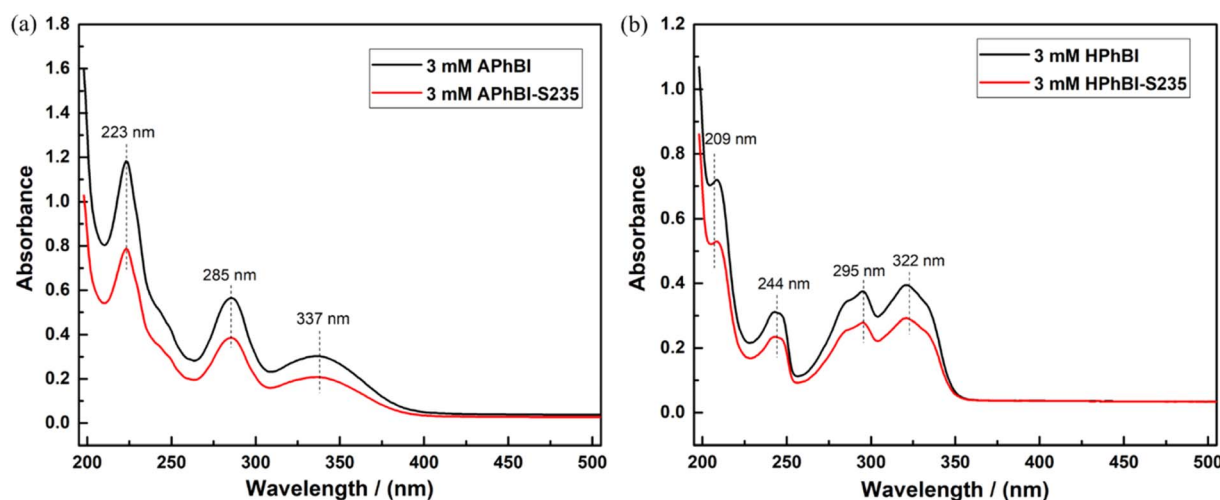 (a)
1.8
1.6
1.4
1.2
1.0
0.8
0.6
0.4
0.2
0.0
Absorbance
3 mM APhBI
3 mM APhBI-S235
223 nm
285 nm
337 nm
200 250 300 350 400 450 500
Wavelength / (nm)
(b)
1.2
1.0
0.8
0.6
0.4
0.2
0.0
Absorbance
3 mM HPhBI
3 mM HPhBI-S235
209 nm
244 nm
295 nm
322 nm
200 250 300 350 400 450 500
Wavelength / (nm)